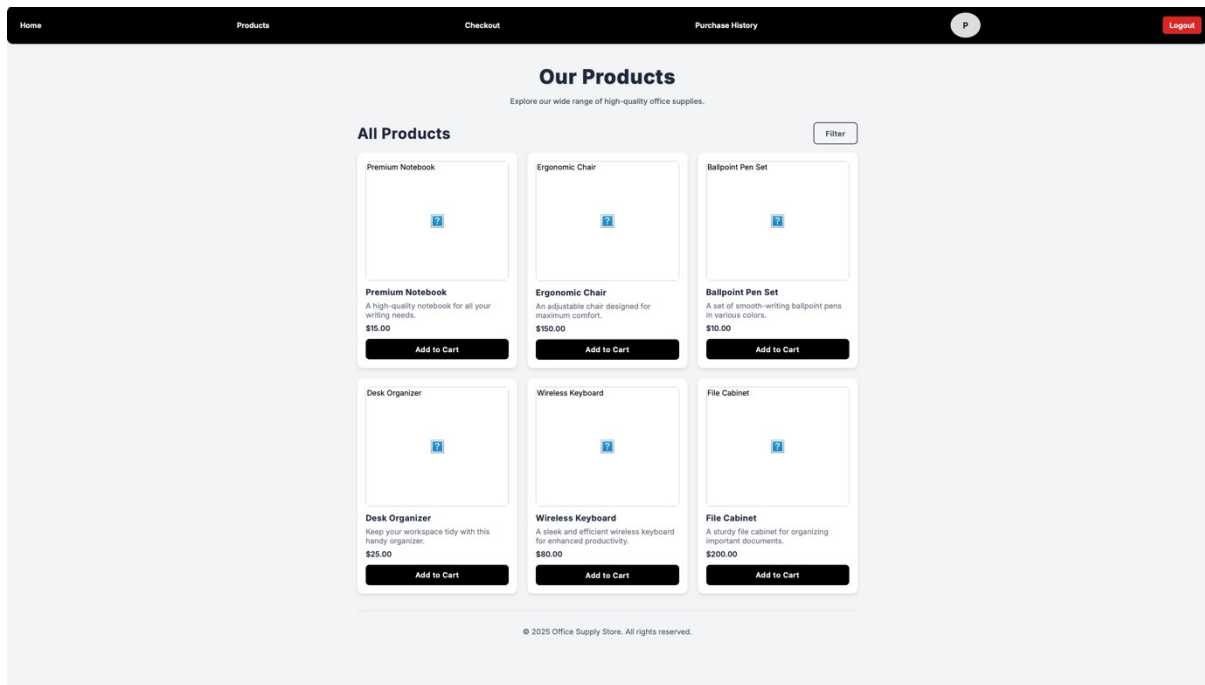 Home
Products
Checkout
Purchase History
P
Logout
Our Products
Explore our wide range of high-quality office supplies.
All Products
Filter
Premium Notebook
Premium Notebook
A high-quality notebook for all your
writing needs.
$15.00
Add to Cart
Ergonomic Chair
Ergonomic Chair
An adjustable chair designed for
maximum comfort.
$150.00
Add to Cart
Ballpoint Pen Set
Ballpoint Pen Set
A set of smooth-writing ballpoint pens
in various colors.
$10.00
Add to Cart
Desk Organizer
Desk Organizer
Keep your workspace tidy with this
handy organizer.
$25.00
Add to Cart
Wireless Keyboard
Wireless Keyboard
A sleek and efficient wireless keyboard
for enhanced productivity.
$80.00
Add to Cart
File Cabinet
File Cabinet
A sturdy file cabinet for organizing
important documents.
$200.00
Add to Cart
© 2025 Office Supply Store. All rights reserved.